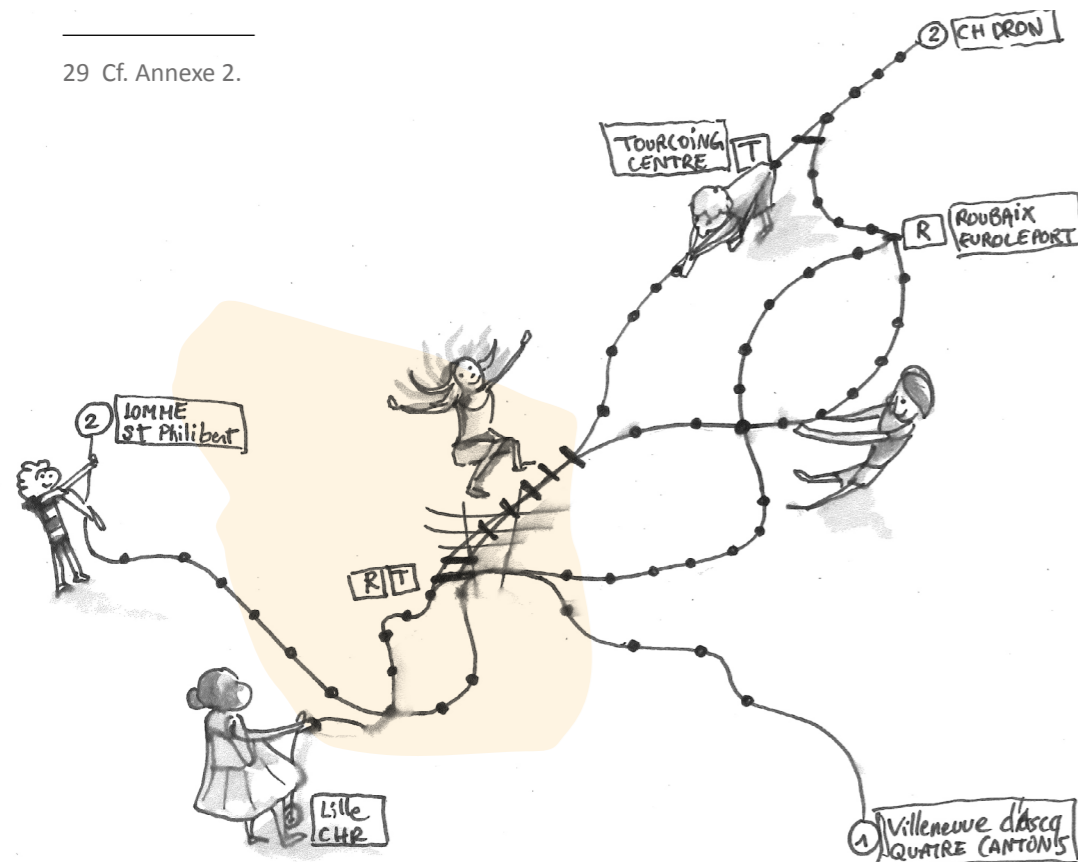 29 Cf. Annexe 2.
2 CH DRON
TOURCOING
CENTRE
T
R
ROUBAIX
EUROLEPORT
2
LOMME
St Philibert
R T
Lille
CHR
1
Villeneuve d'Ascq
QUATRE CANTONS